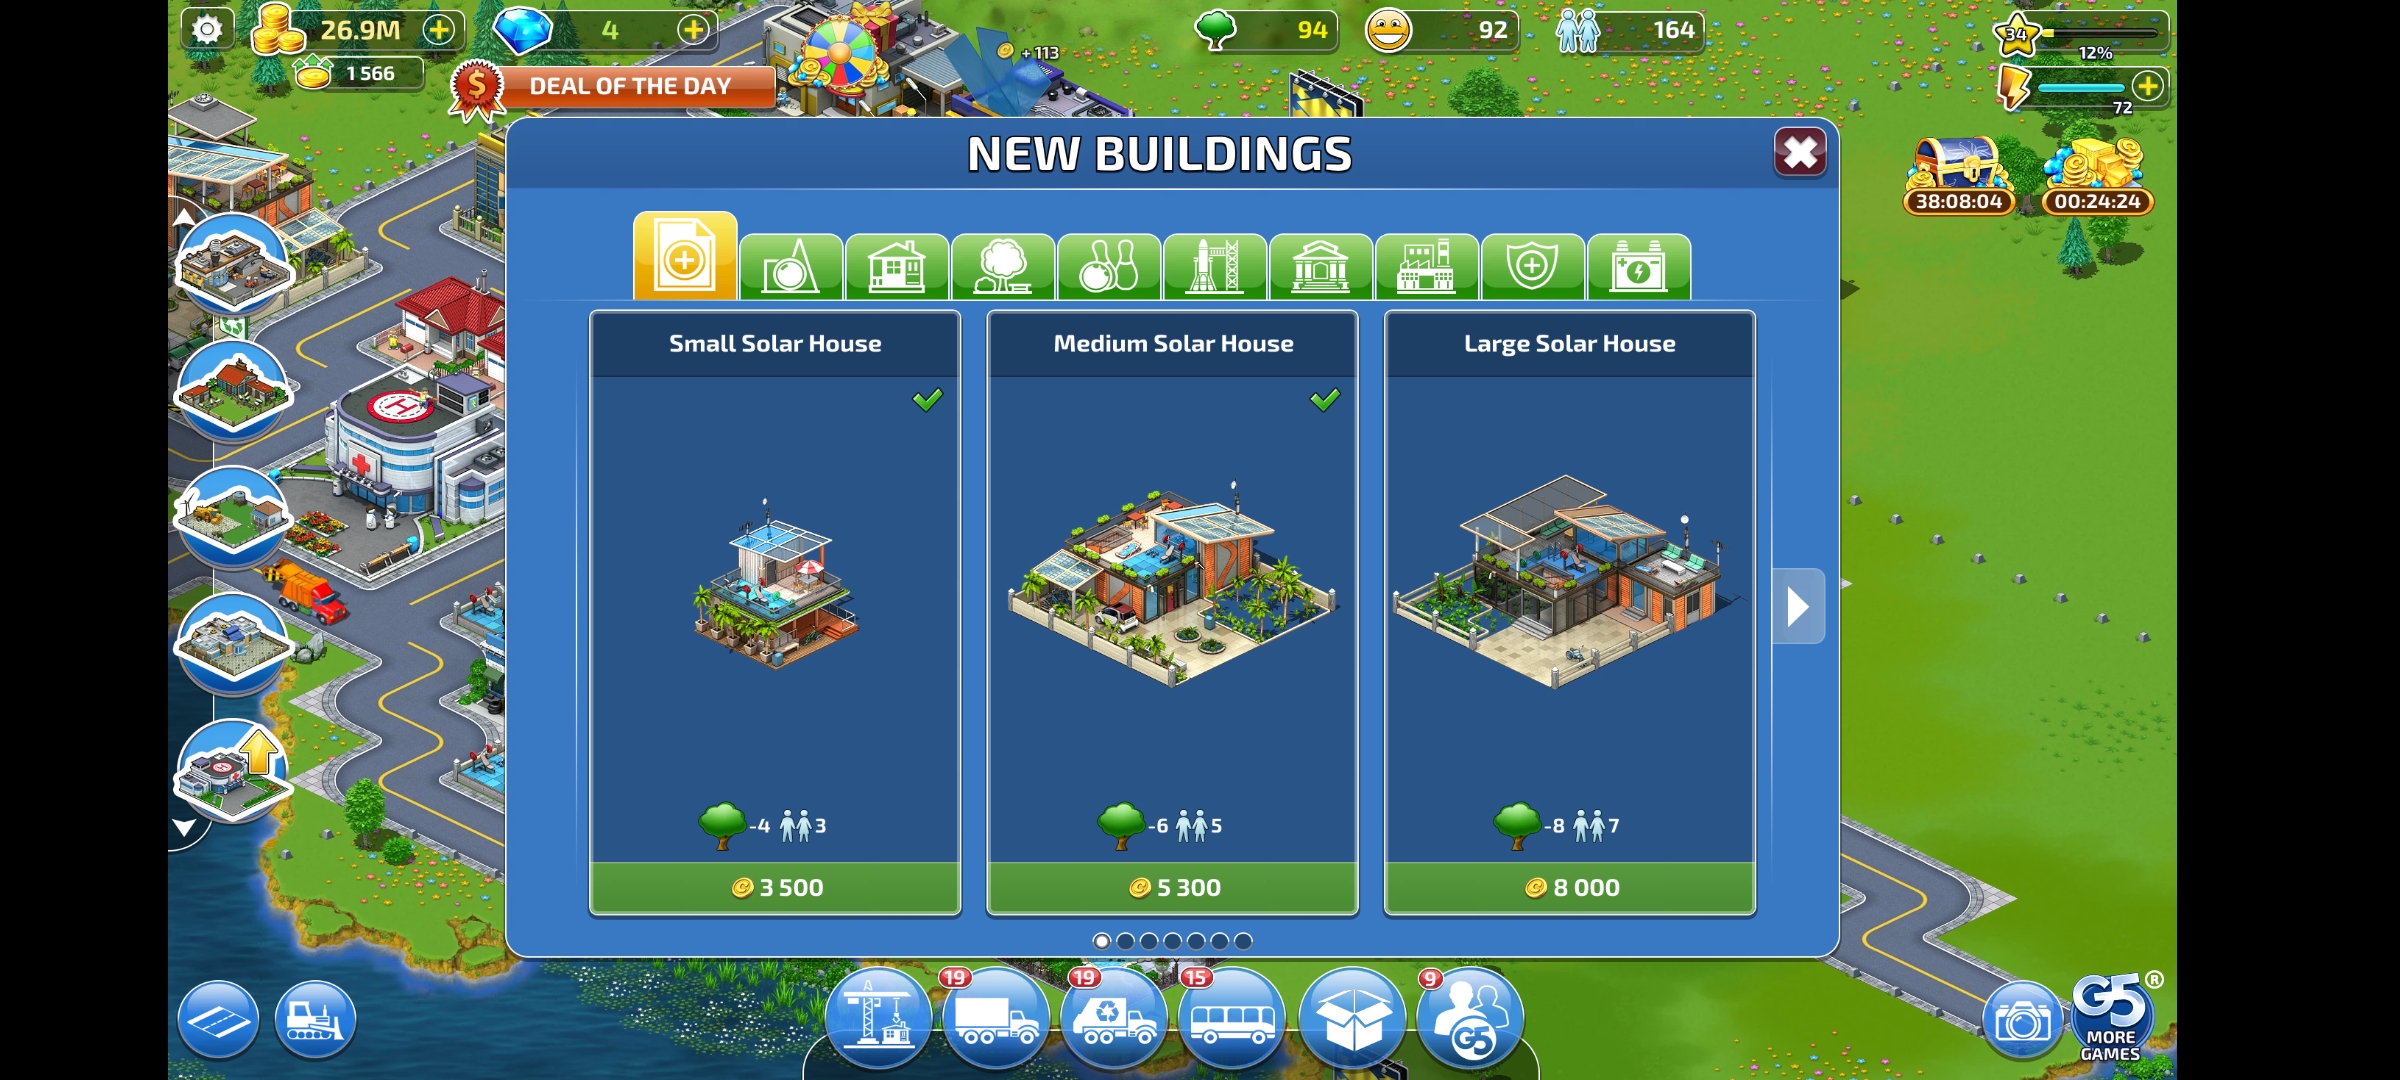 26.9M
4
94
92
164
34
12%
1 566
+113
DEAL OF THE DAY
72
NEW BUILDINGS
38:08:04
00:24:24
Small Solar House
Medium Solar House
Large Solar House
H
-4 3
-6 5
-8 7
3 500
5 300
8 000
19
19
15
9
G5
G5 ®
MORE
GAMES